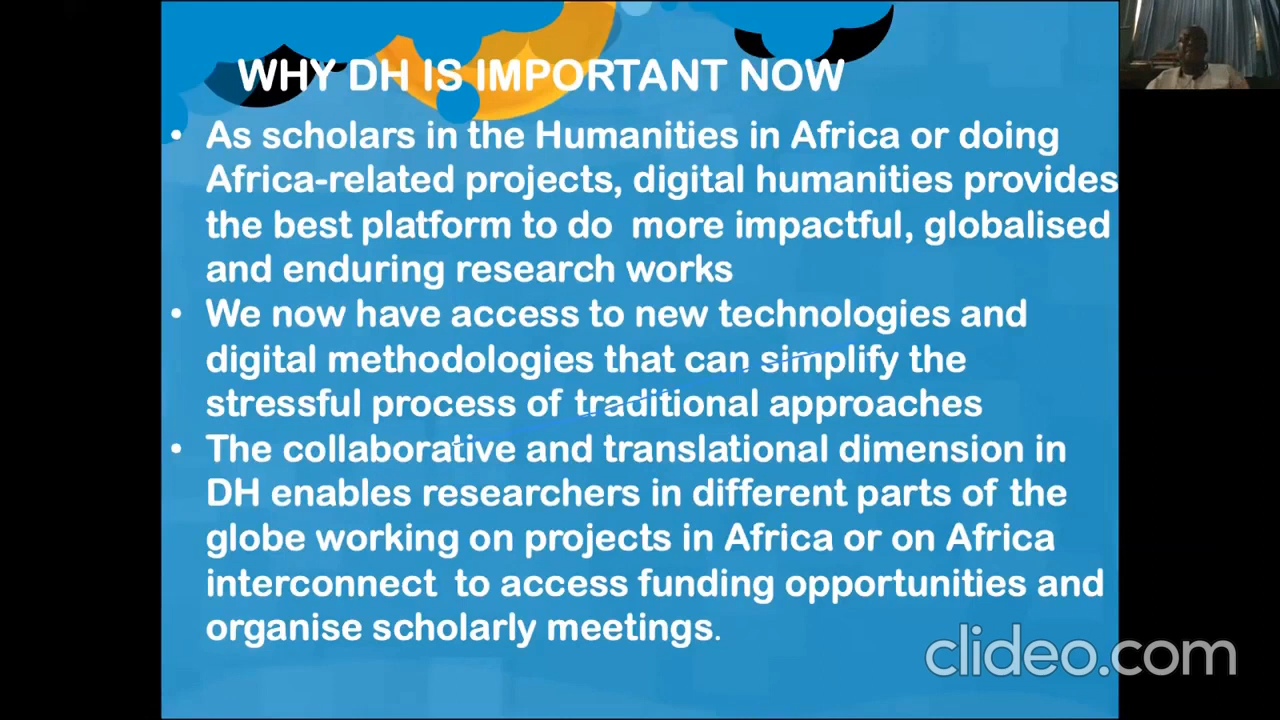 WHY DH IS IMPORTANT NOW
• As scholars in the Humanities in Africa or doing
Africa-related projects, digital humanities provides
the best platform to do more impactful, globalised
and enduring research works
• We now have access to new technologies and
digital methodologies that can simplify the
stressful process of traditional approaches
• The collaborative and translational dimension in
DH enables researchers in different parts of the
globe working on projects in Africa or on Africa
interconnect to access funding opportunities and
organise scholarly meetings.
clideo.com